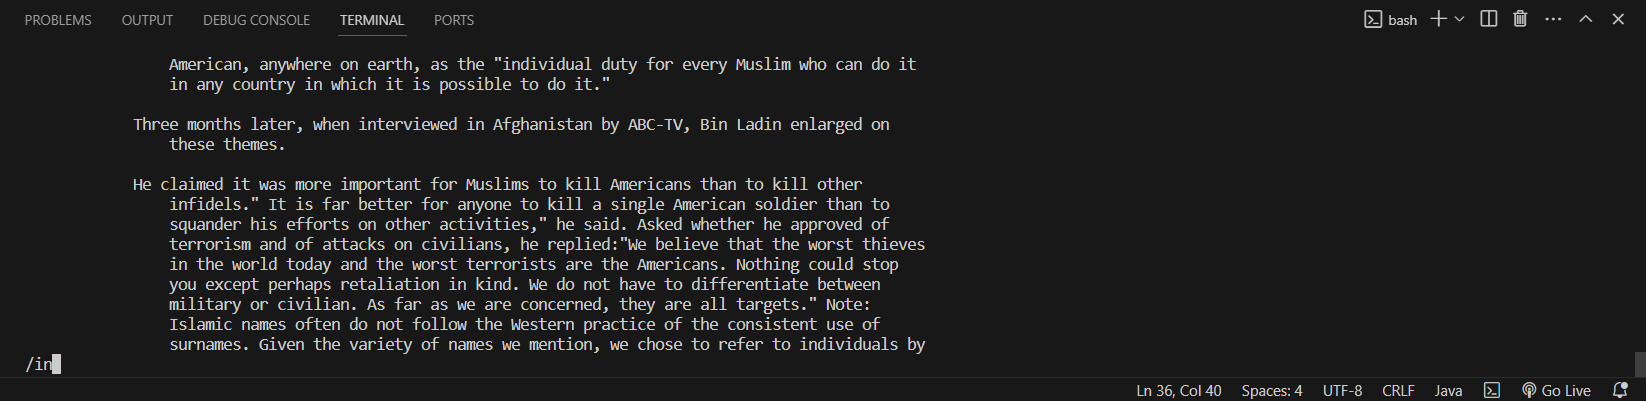 PROBLEMS OUTPUT DEBUG CONSOLE TERMINAL PORTS bash
American, anywhere on earth, as the "individual duty for every Muslim who can do it
in any country in which it is possible to do it."
Three months later, when interviewed in Afghanistan by ABC-TV, Bin Ladin enlarged on
these themes.
He claimed it was more important for Muslims to kill Americans than to kill other
infidels." It is far better for anyone to kill a single American soldier than to
squander his efforts on other activities," he said. Asked whether he approved of
terrorism and of attacks on civilians, he replied:"We believe that the worst thieves
in the world today and the worst terrorists are the Americans. Nothing could stop
you except perhaps retaliation in kind. We do not have to differentiate between
military or civilian. As far as we are concerned, they are all targets." Note:
Islamic names often do not follow the Western practice of the consistent use of
surnames. Given the variety of names we mention, we chose to refer to individuals by
/in
Ln 36, Col 40 Spaces: 4 UTF-8 CRLF Java Go Live